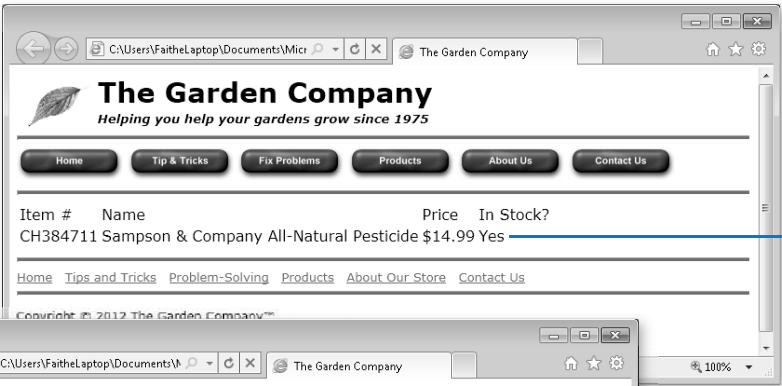 C:\Users\FaitheLaptop\Documents\Micr
The Garden Company
The Garden Company
Helping you help your gardens grow since 1975
Home Tip & Tricks Fix Problems Products About Us Contact Us
Item # Name Price In Stock?
CH384711 Sampson & Company All-Natural Pesticide $14.99 Yes
Home Tips and Tricks Problem-Solving Products About Our Store Contact Us
Copyright © 2012 The Garden Company™
C:\Users\FaitheLaptop\Documents\M The Garden Company
100%